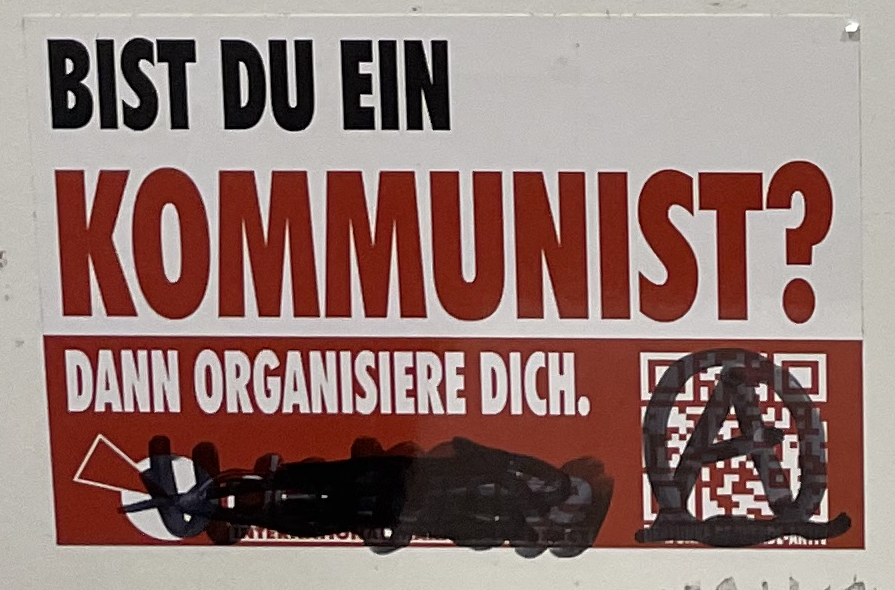 BIST DU EIN
KOMMUNIST?
DANN ORGANISIERE DICH.
A